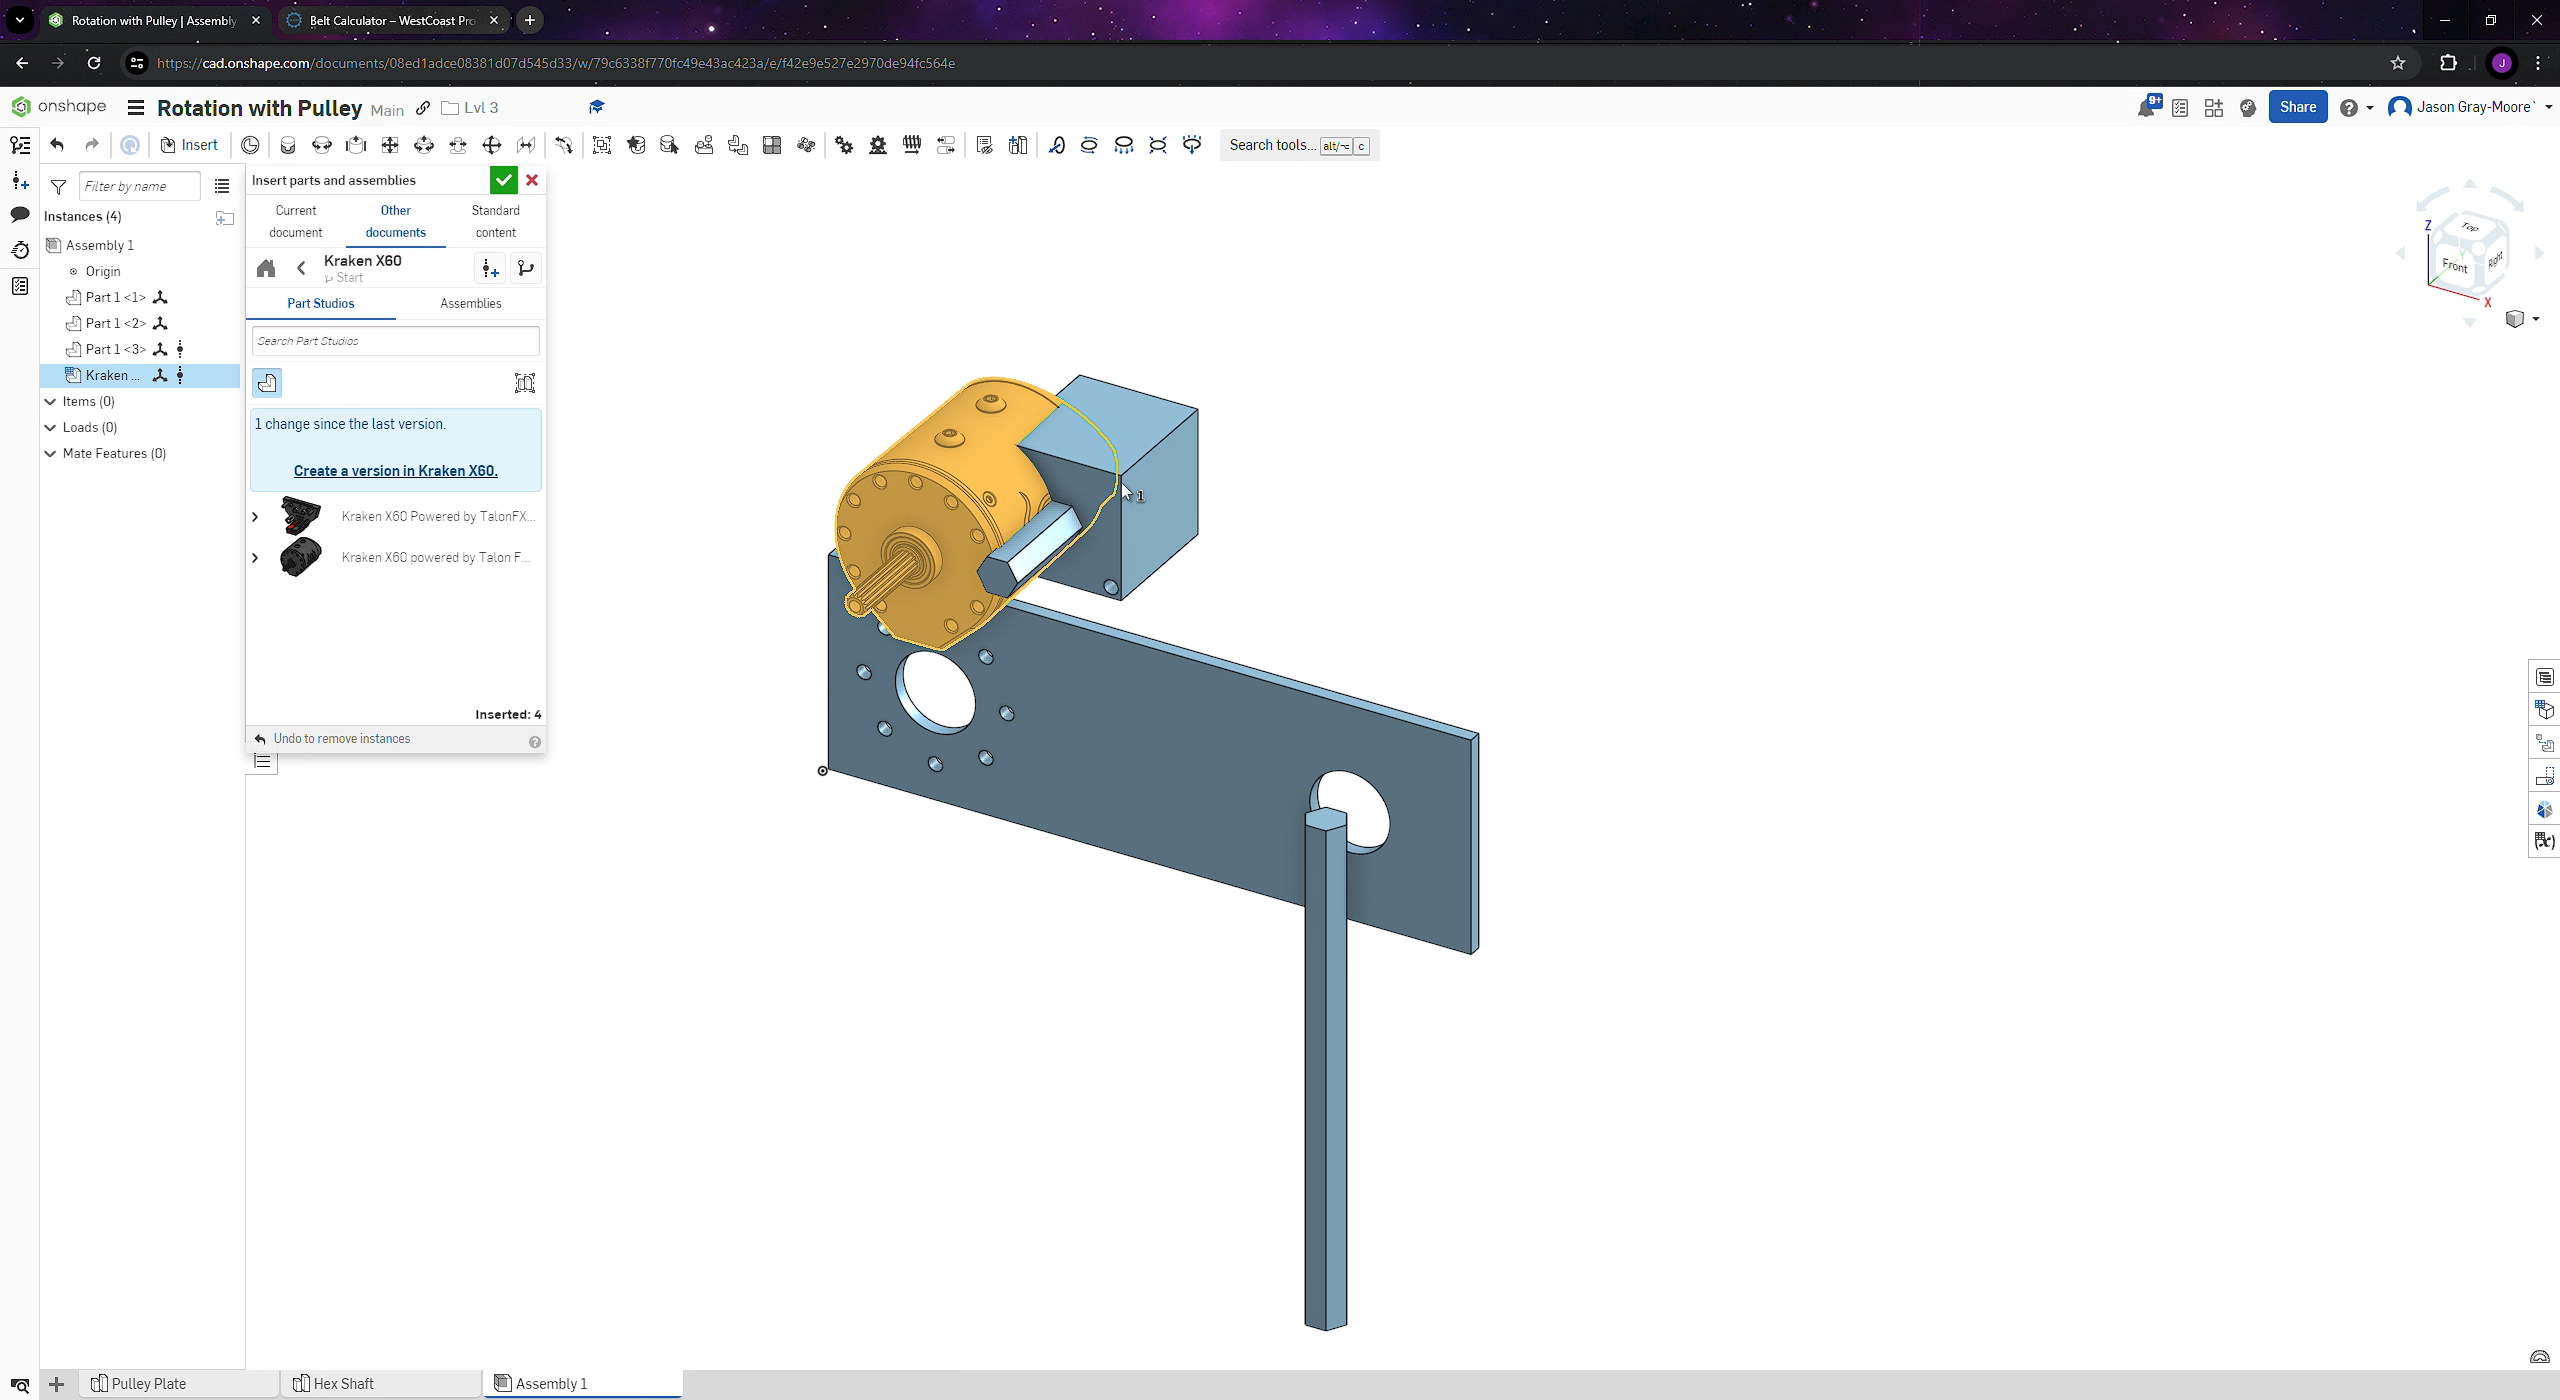 Rotation with Pulley | Assembly
Belt Calculator – WestCoast Pro
https://cad.onshape.com/documents/08ed1adce08381d07d545d33/w/79c6338f770fc49e43ac423a/e/f42e9e527e2970de94fc564e
J
onshape
Rotation with Pulley Main
Lvl 3
9+
Share
Jason Gray-Moore`
Insert
Search tools... alt/⌥ c
Filter by name
Instances (4)
Assembly 1
Origin
Part 1 <1>
Part 1 <2>
Part 1 <3>
Kraken ...
Items (0)
Loads (0)
Mate Features (0)
Insert parts and assemblies
Current document
Other documents
Standard content
Kraken X60
Start
Part Studios
Assemblies
Search Part Studios
1 change since the last version.
Create a version in Kraken X60.
Kraken X60 Powered by TalonFX...
Kraken X60 powered by Talon F...
Inserted: 4
Undo to remove instances
1
Z
Top
Y
Front
Right
X
Pulley Plate
Hex Shaft
Assembly 1